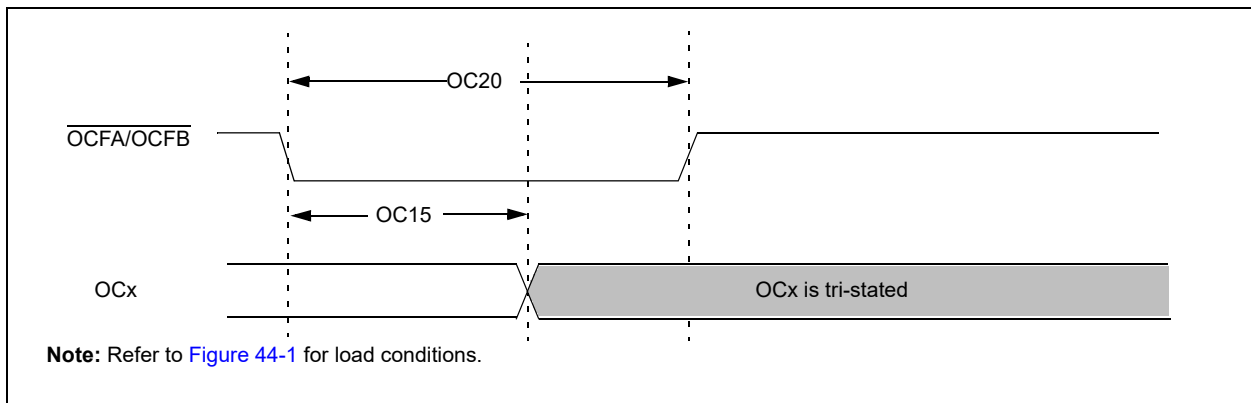 OC20
OCFA/OCFB
OC15
OCx
OCx is tri-stated
Note: Refer to Figure 44-1 for load conditions.